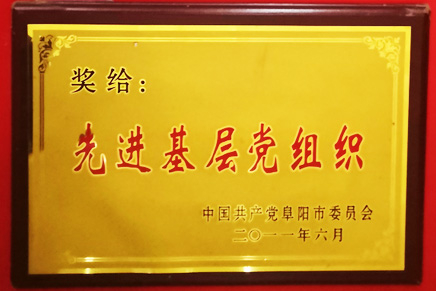 奖给：
先进基层党组织
中国共产党阜阳市委员会
二〇一一年六月